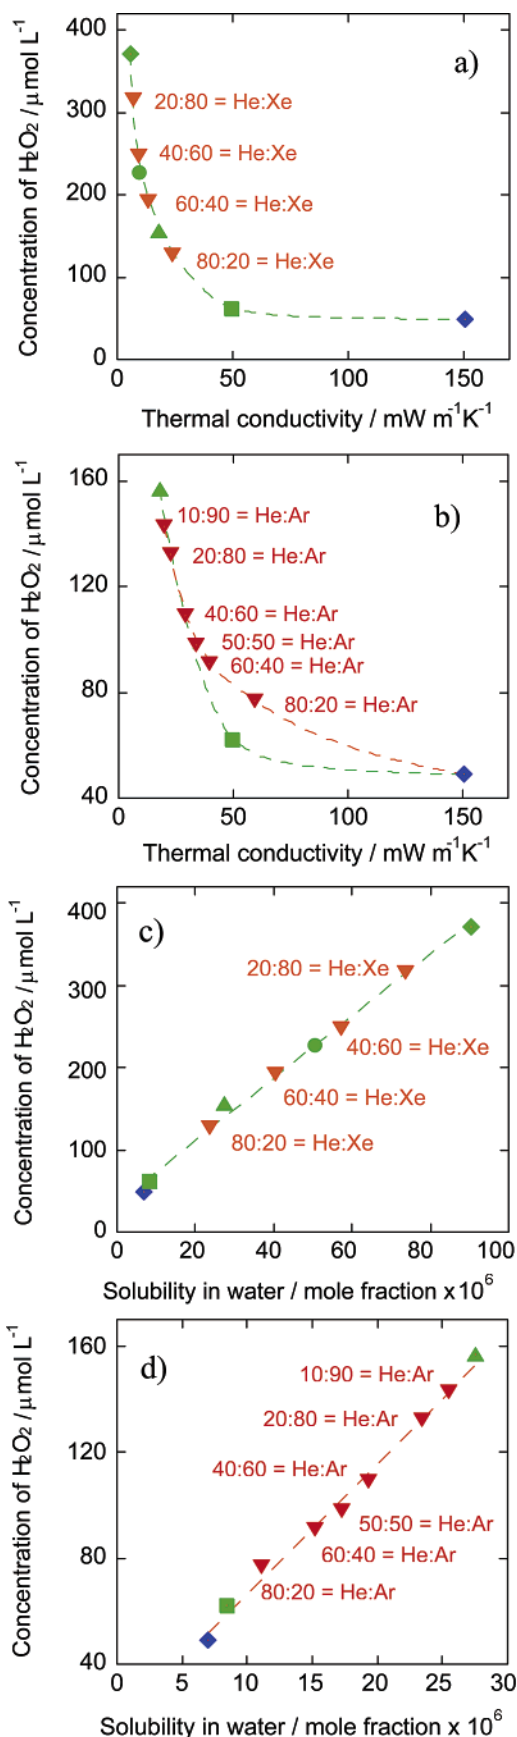 a)
Concentration of H₂O₂ / μmol L⁻¹
400
300
200
100
0
20:80 = He:Xe
40:60 = He:Xe
60:40 = He:Xe
80:20 = He:Xe
0 50 100 150
Thermal conductivity / mW m⁻¹K⁻¹
b)
Concentration of H₂O₂ / μmol L⁻¹
160
120
80
40
10:90 = He:Ar
20:80 = He:Ar
40:60 = He:Ar
50:50 = He:Ar
60:40 = He:Ar
80:20 = He:Ar
0 50 100 150
Thermal conductivity / mW m⁻¹K⁻¹
c)
Concentration of H₂O₂ / μmol L⁻¹
400
300
200
100
0
20:80 = He:Xe
40:60 = He:Xe
60:40 = He:Xe
80:20 = He:Xe
0 20 40 60 80 100
Solubility in water / mole fraction x 10⁶
d)
Concentration of H₂O₂ / μmol L⁻¹
160
120
80
40
10:90 = He:Ar
20:80 = He:Ar
40:60 = He:Ar
50:50 = He:Ar
60:40 = He:Ar
80:20 = He:Ar
0 5 10 15 20 25 30
Solubility in water / mole fraction x 10⁶